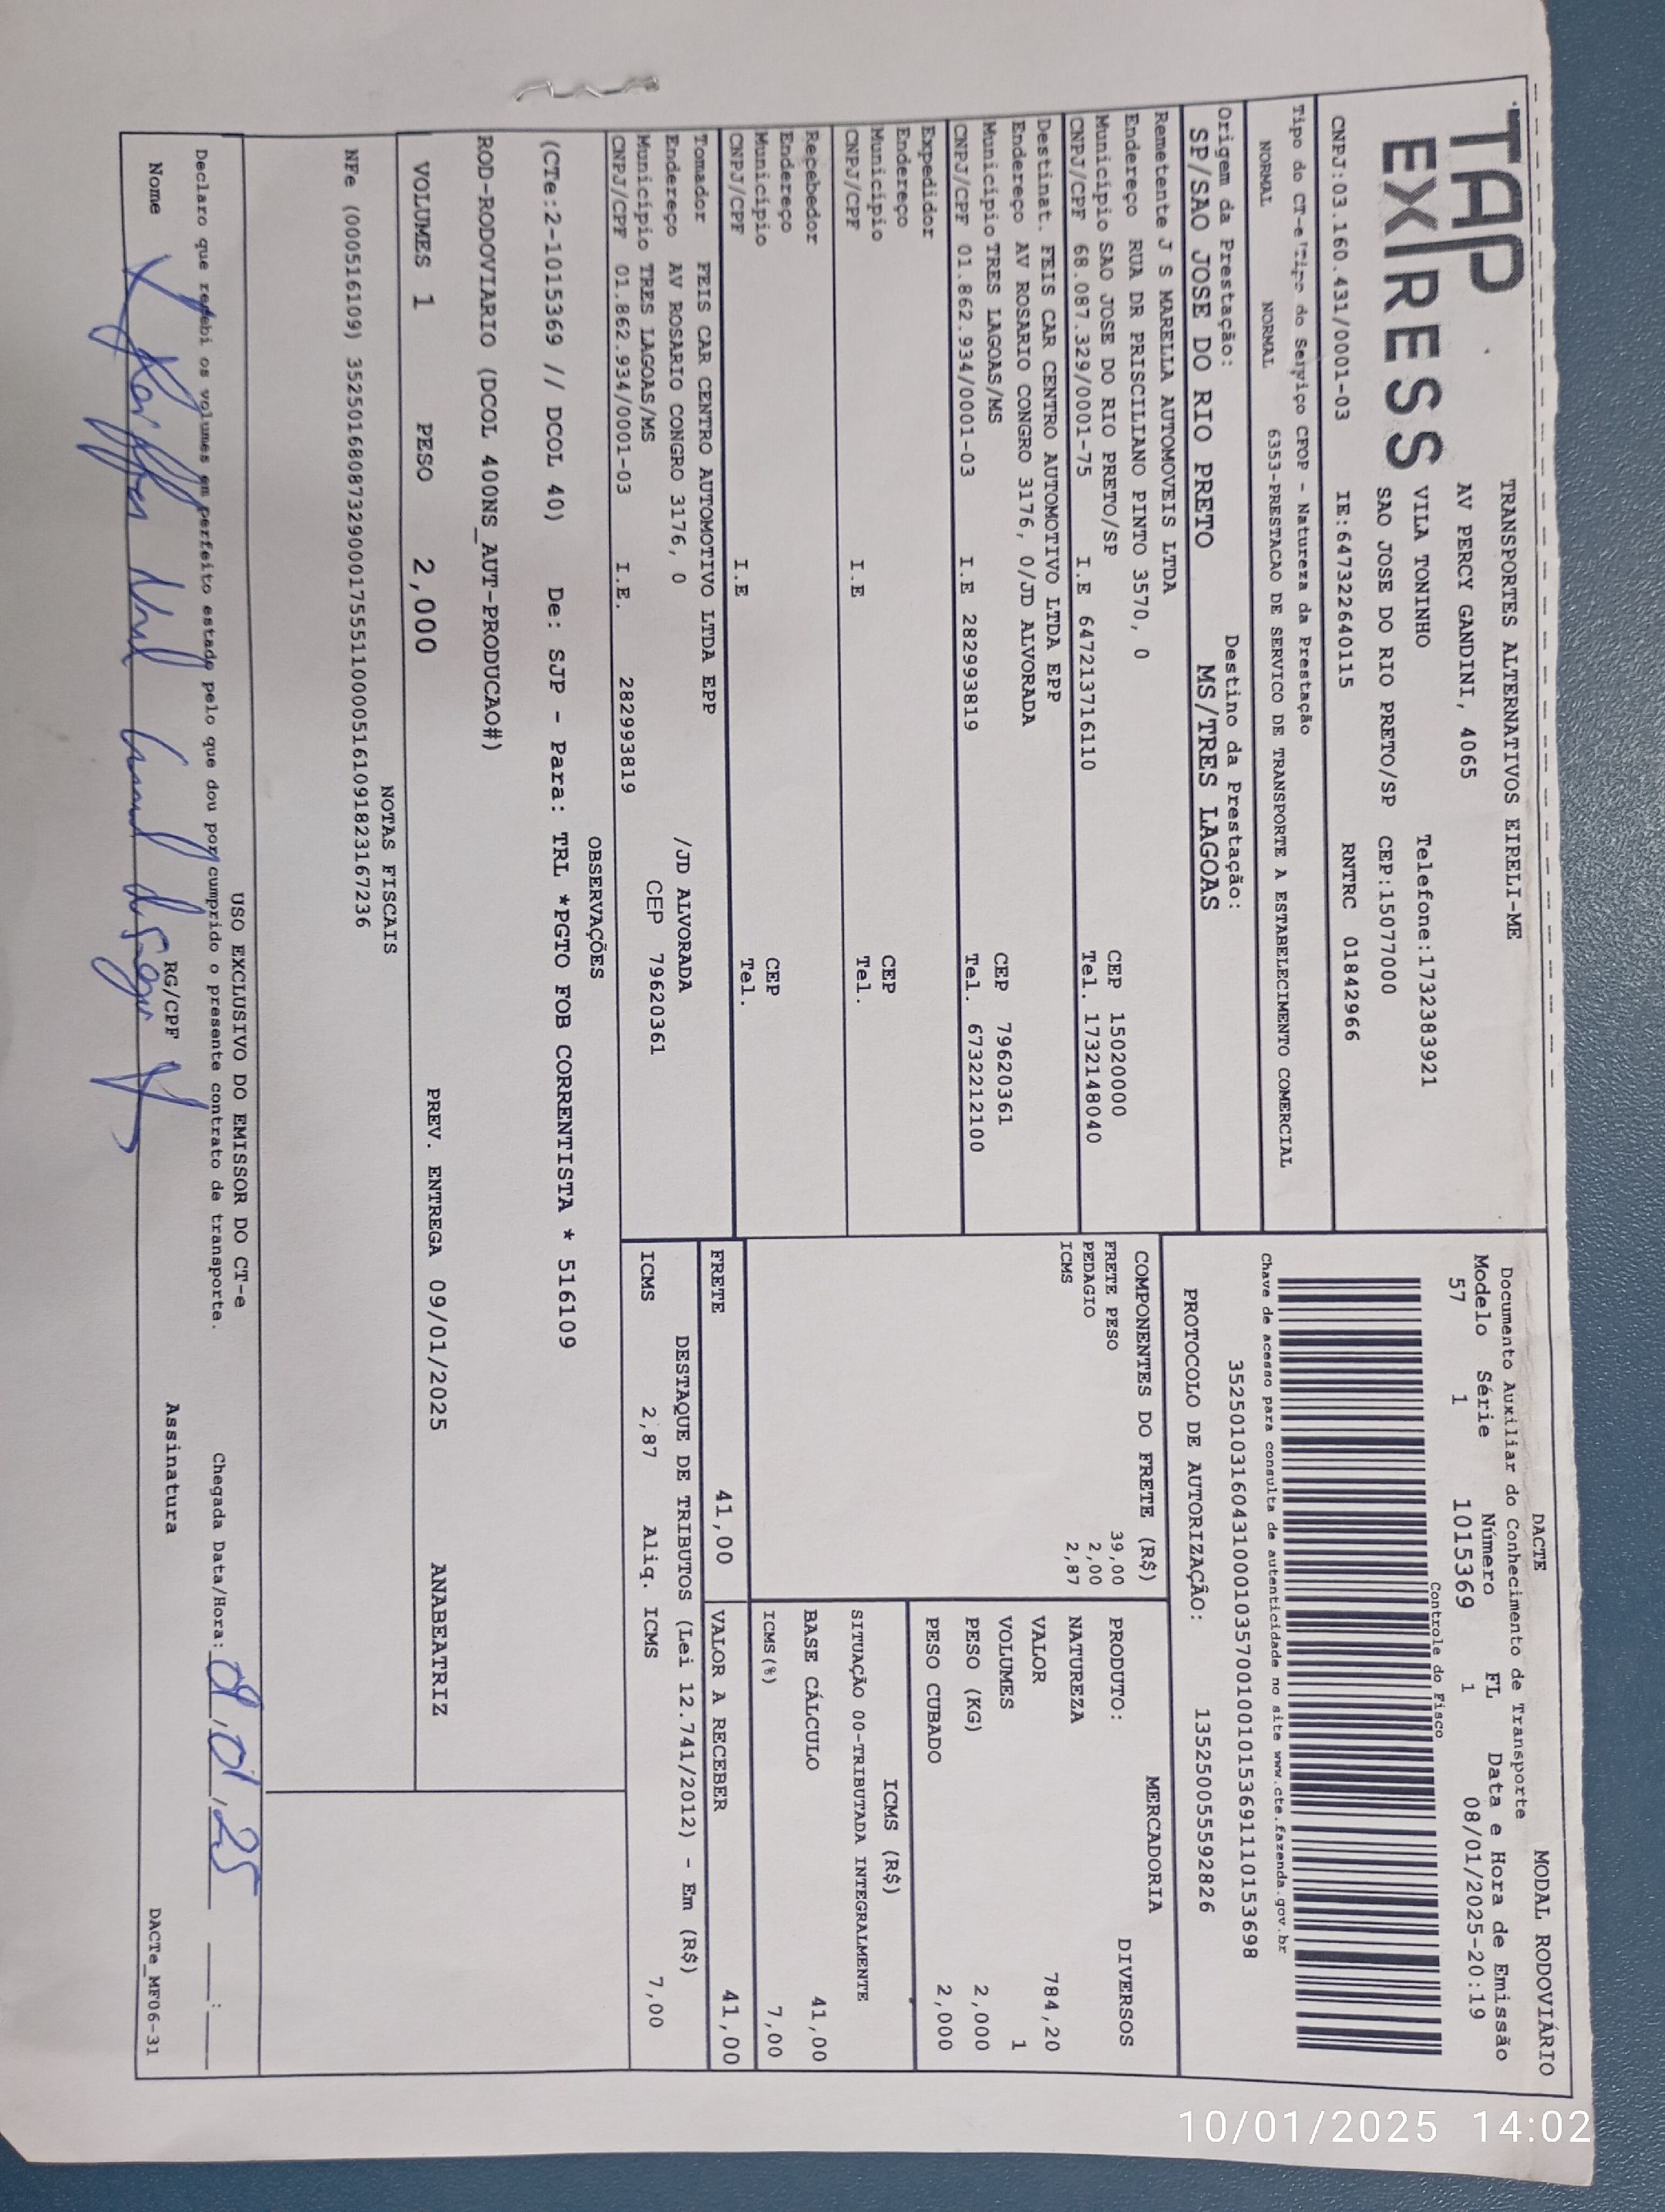 DACTE MODAL RODOVIÁRIO
TAP EXPRESS
TRANSPORTES ALTERNATIVOS EIRELI-ME
AV PERCY GANDINI, 4065
VILA TONINHO Telefone:1732383921
SAO JOSE DO RIO PRETO/SP CEP:15077000
CNPJ:03.160.431/0001-03 IE:647322640115 RNTRC 01842966
Documento Auxiliar do Conhecimento de Transporte
Modelo Série Número FL Data e Hora de Emissão
57 1 1015369 1 08/01/2025-20:19
Controle do Fisco
Chave de acesso para consulta de autenticidade no site www.cte.fazenda.gov.br
35250103160431000103570010010153691110153698
PROTOCOLO DE AUTORIZAÇÃO: 135250055592826
Tipo do CT-e Tipo do Serviço CFOP - Natureza da Prestação
NORMAL NORMAL 6353-PRESTACAO DE SERVICO DE TRANSPORTE A ESTABELECIMENTO COMERCIAL
Origem da Prestação: Destino da Prestação:
SP/SAO JOSE DO RIO PRETO MS/TRES LAGOAS
Remetente J S MARELLA AUTOMOVEIS LTDA
Endereço RUA DR PRISCILIANO PINTO 3570, 0
Município SAO JOSE DO RIO PRETO/SP CEP 15020000
CNPJ/CPF 68.087.329/0001-75 I.E 647213716110 Tel. 1732148040
Destinat. FEIS CAR CENTRO AUTOMOTIVO LTDA EPP
Endereço AV ROSARIO CONGRO 3176, 0/JD ALVORADA
Município TRES LAGOAS/MS CEP 79620361
CNPJ/CPF 01.862.934/0001-03 I.E 282993819 Tel. 6732212100
Expedidor
Endereço
Município CEP
CNPJ/CPF I.E Tel.
Recebedor
Endereço
Município CEP
CNPJ/CPF I.E Tel.
Tomador FEIS CAR CENTRO AUTOMOTIVO LTDA EPP
Endereço AV ROSARIO CONGRO 3176, 0 /JD ALVORADA
Município TRES LAGOAS/MS CEP 79620361
CNPJ/CPF 01.862.934/0001-03 I.E. 282993819
COMPONENTES DO FRETE (R$)
FRETE PESO 39,00
PEDAGIO 2,00
ICMS 2,87
MERCADORIA
PRODUTO: DIVERSOS
NATUREZA
VALOR 784,20
VOLUMES 1
PESO (KG) 2,000
PESO CUBADO 2,000
ICMS (R$)
SITUAÇÃO 00-TRIBUTADA INTEGRALMENTE
BASE CÁLCULO 41,00
ICMS(%) 7,00
FRETE 41,00 VALOR A RECEBER 41,00
DESTAQUE DE TRIBUTOS (Lei 12.741/2012) - Em (R$)
ICMS 2,87 Aliq. ICMS 7,00
OBSERVAÇÕES
(CTe:2-1015369 // DCOL 40) De: SJP - Para: TRL *PGTO FOB CORRENTISTA * 516109
ROD-RODOVIARIO (DCOL 400NS_AUT-PRODUCAO#)
VOLUMES 1 PESO 2,000 PREV. ENTREGA 09/01/2025 ANABEATRIZ
NOTAS FISCAIS
NFe (000516109) 35250168087329000175551100005161091823167236
USO EXCLUSIVO DO EMISSOR DO CT-e
Declaro que recebi os volumes em perfeito estado pelo que dou por cumprido o presente contrato de transporte. Chegada Data/Hora: /01/25 :
Nome RG/CPF Assinatura
DACTe_MF06-31
10/01/2025 14:02